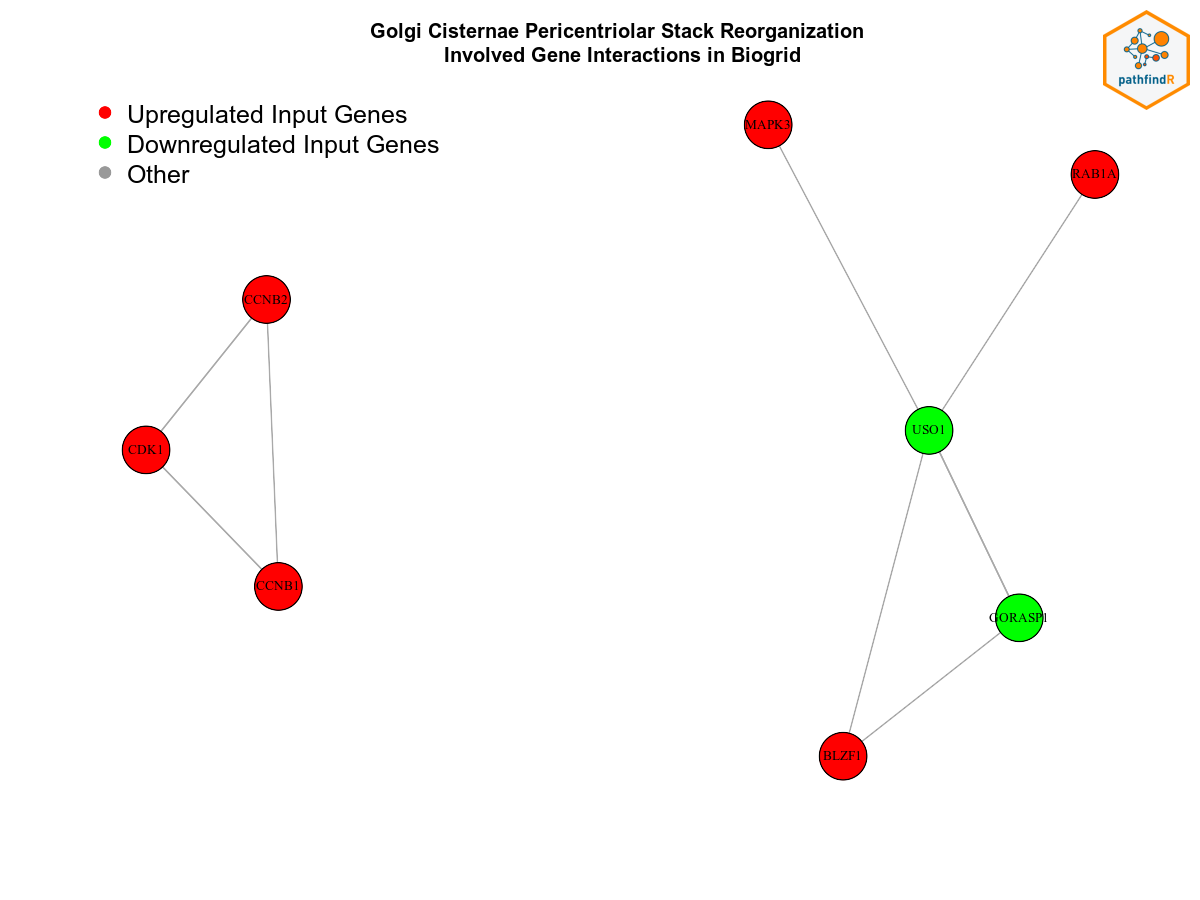 Golgi Cisternae Pericentriolar Stack Reorganization
Involved Gene Interactions in Biogrid
pathfindR
Upregulated Input Genes
Downregulated Input Genes
Other
MAPK3
RAB1A
CCNB2
USO1
CDK1
CCNB1
GORASP1
BLZF1